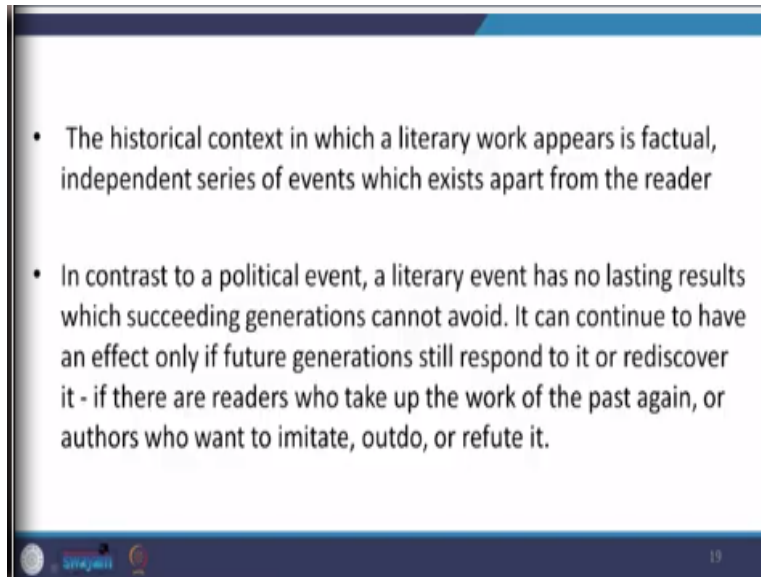 • The historical context in which a literary work appears is factual,
independent series of events which exists apart from the reader
• In contrast to a political event, a literary event has no lasting results
which succeeding generations cannot avoid. It can continue to have
an effect only if future generations still respond to it or rediscover
it - if there are readers who take up the work of the past again, or
authors who want to imitate, outdo, or refute it.
swayam
19